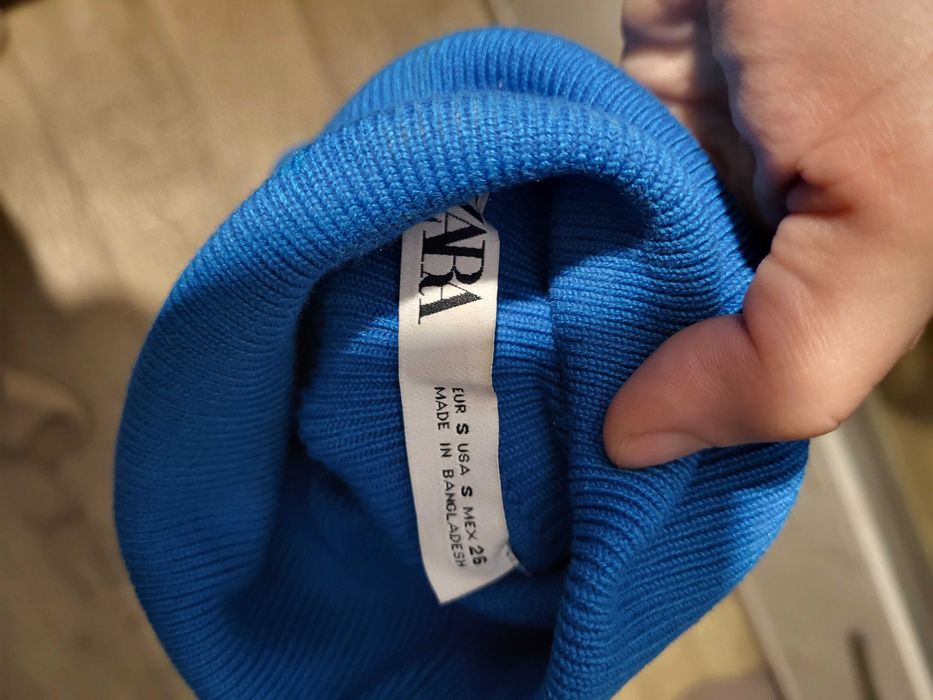 ZARA
EUR S USA S MEX 26
MADE IN BANGLADESH